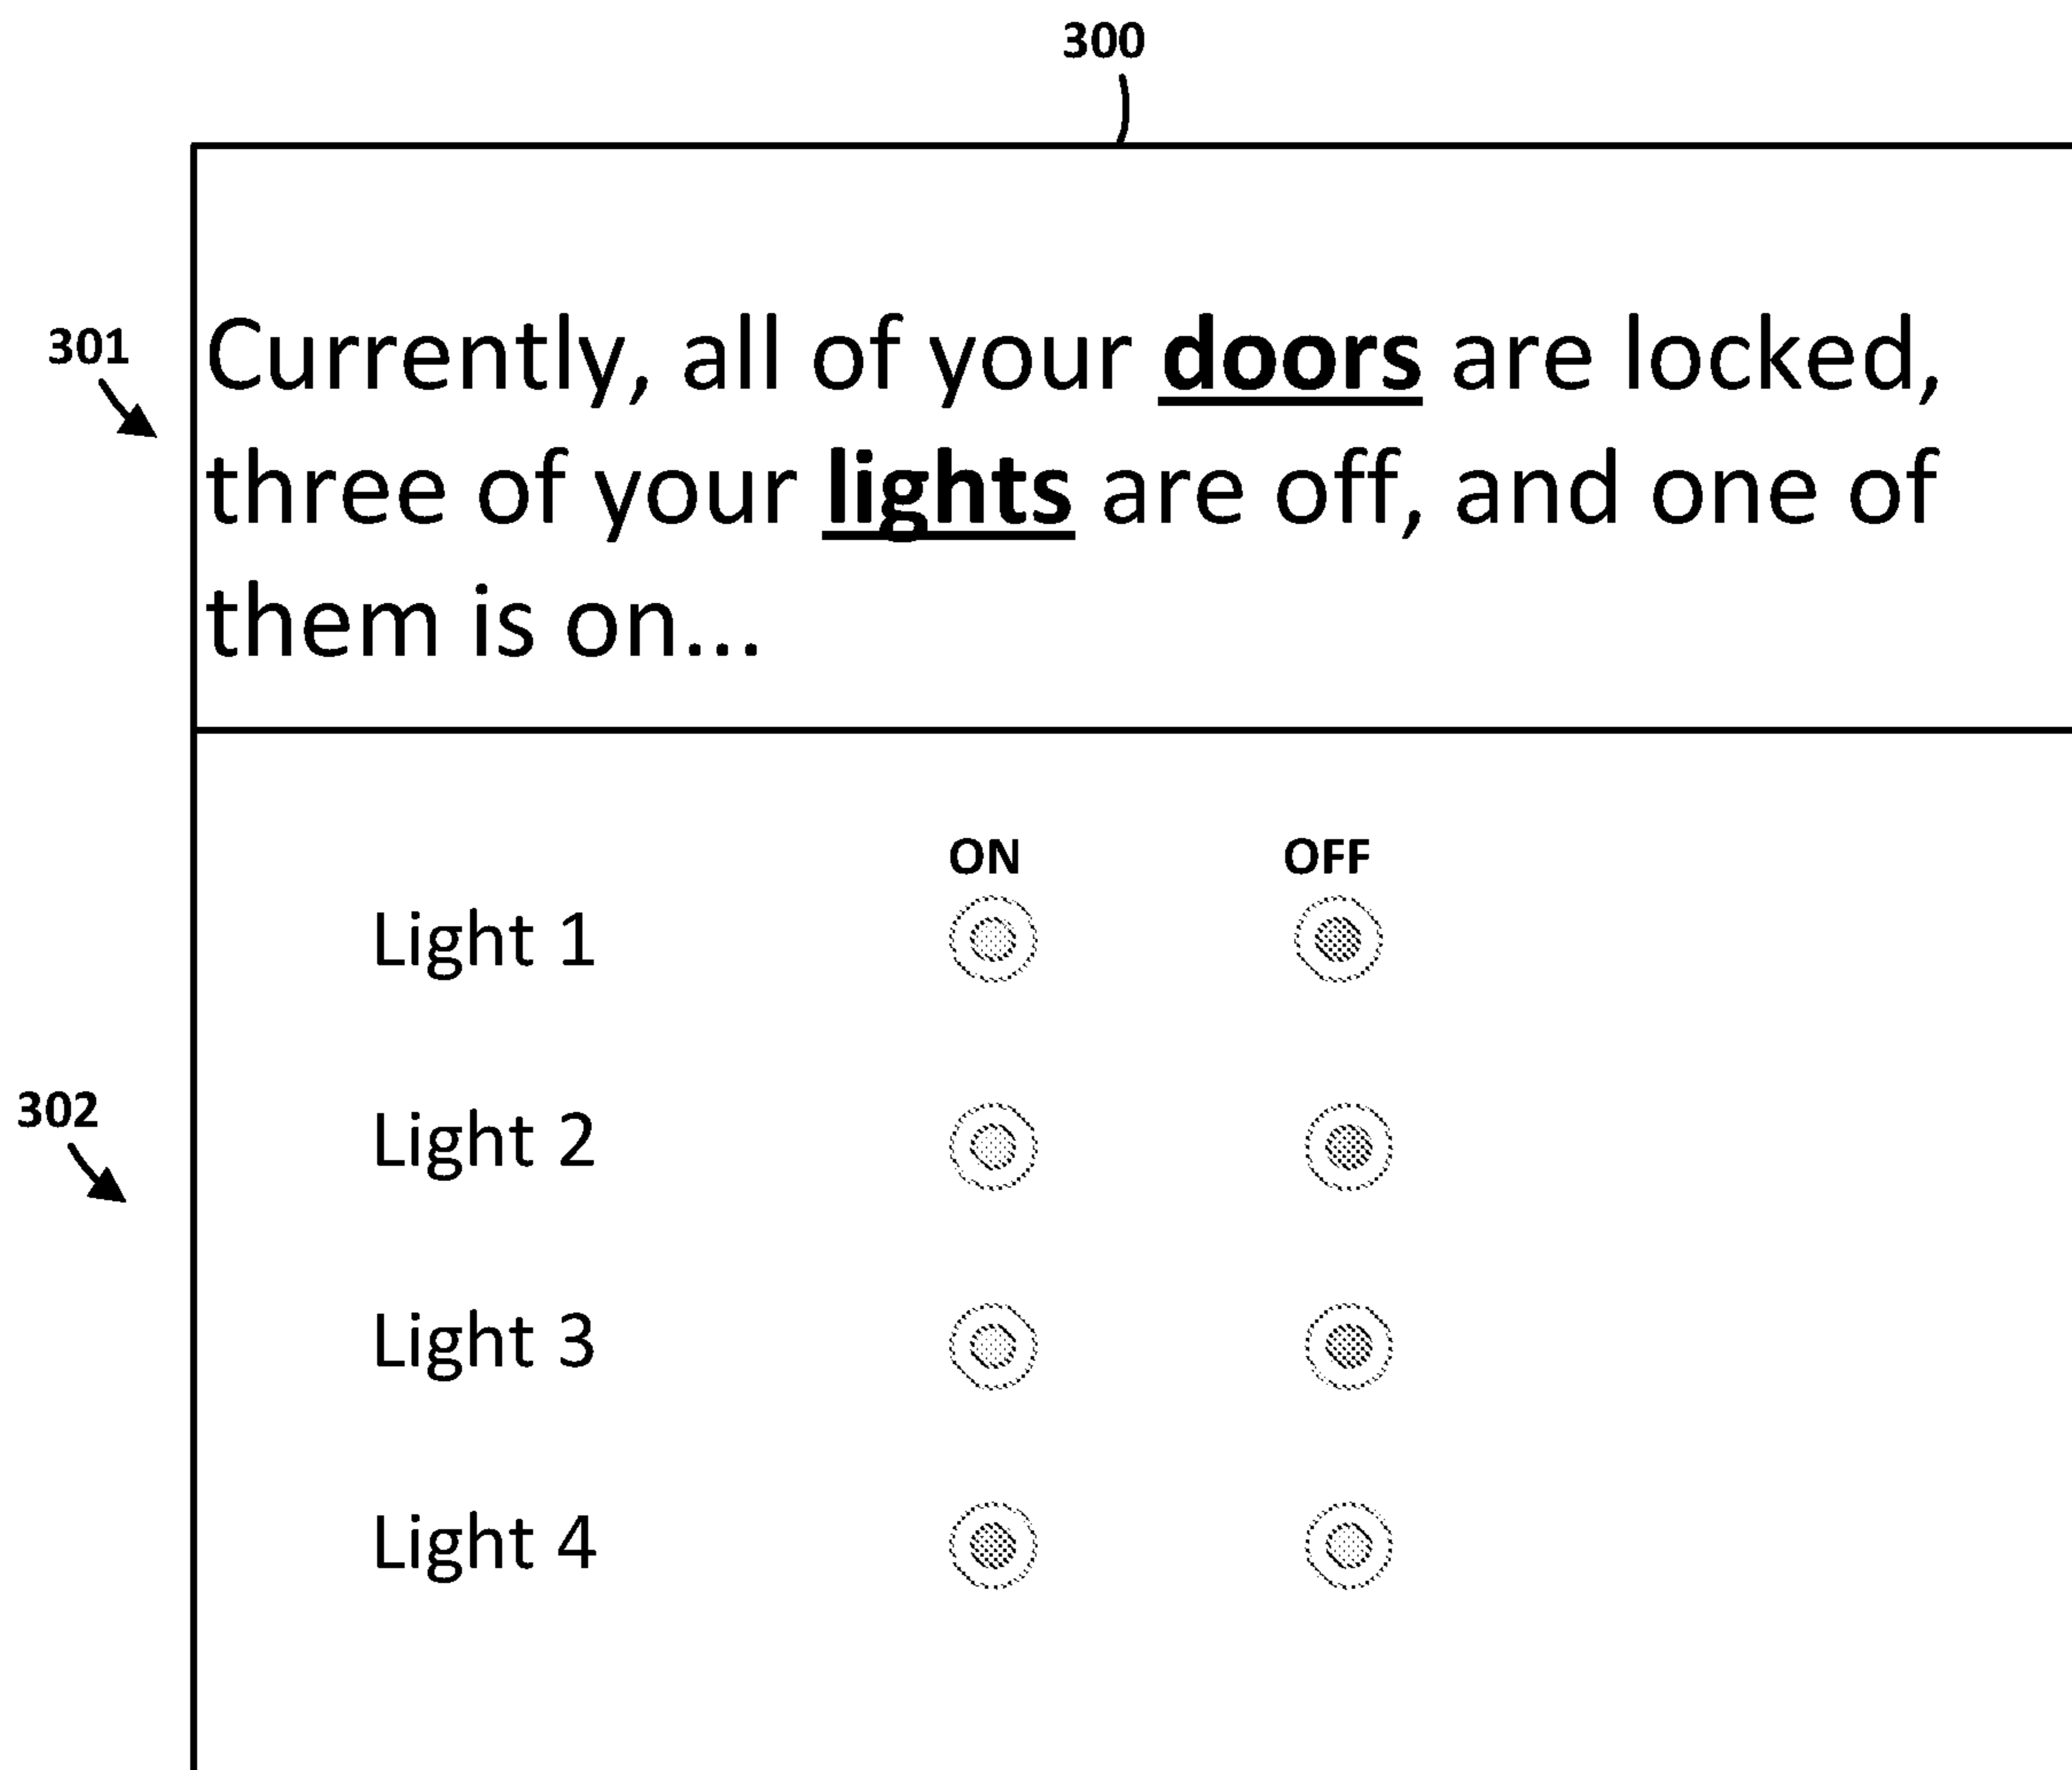 300
301
Currently, all of your doors are locked,
three of your lights are off, and one of
them is on...
ON OFF
Light 1
302
Light 2
Light 3
Light 4